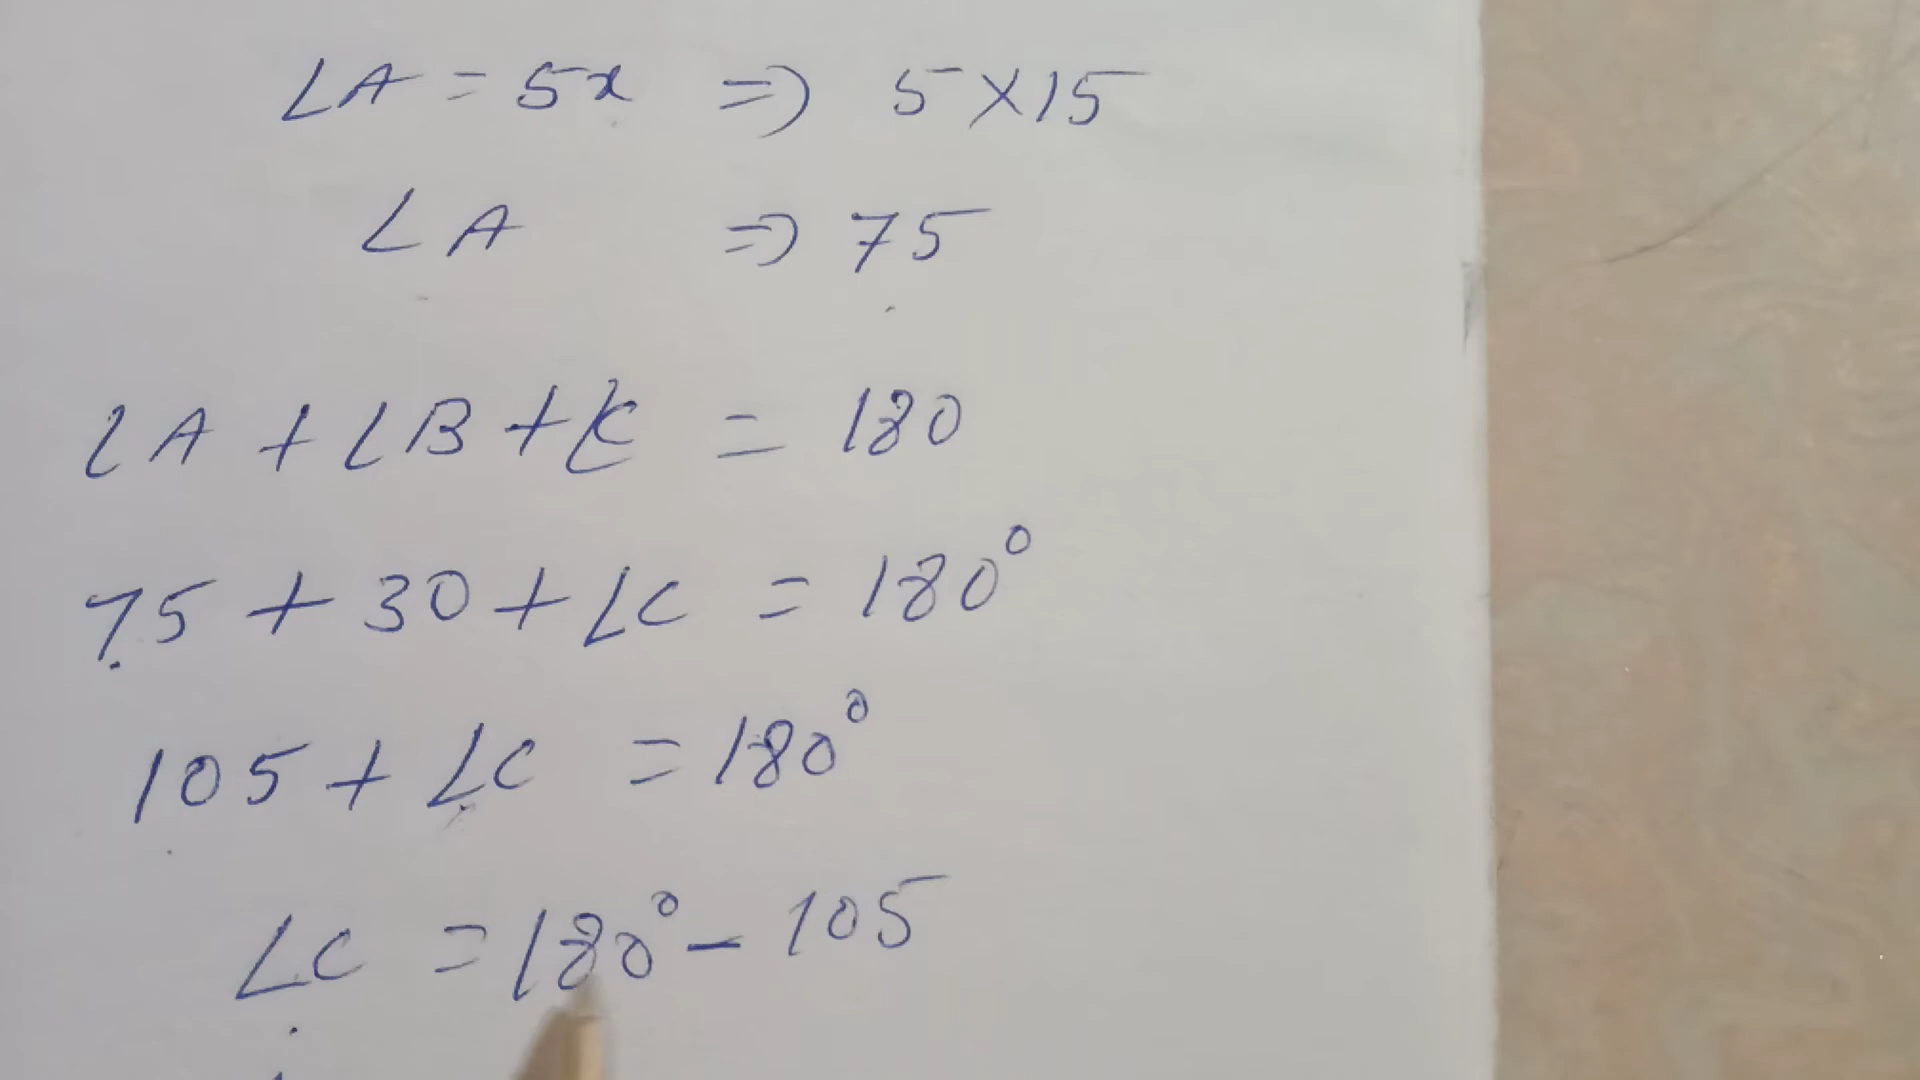 ∠A = 5x ⇒ 5×15
∠A ⇒ 75
∠A + ∠B + ∠C = 180
75 + 30 + ∠C = 180°
105 + ∠C = 180°
∠C = 180° - 105